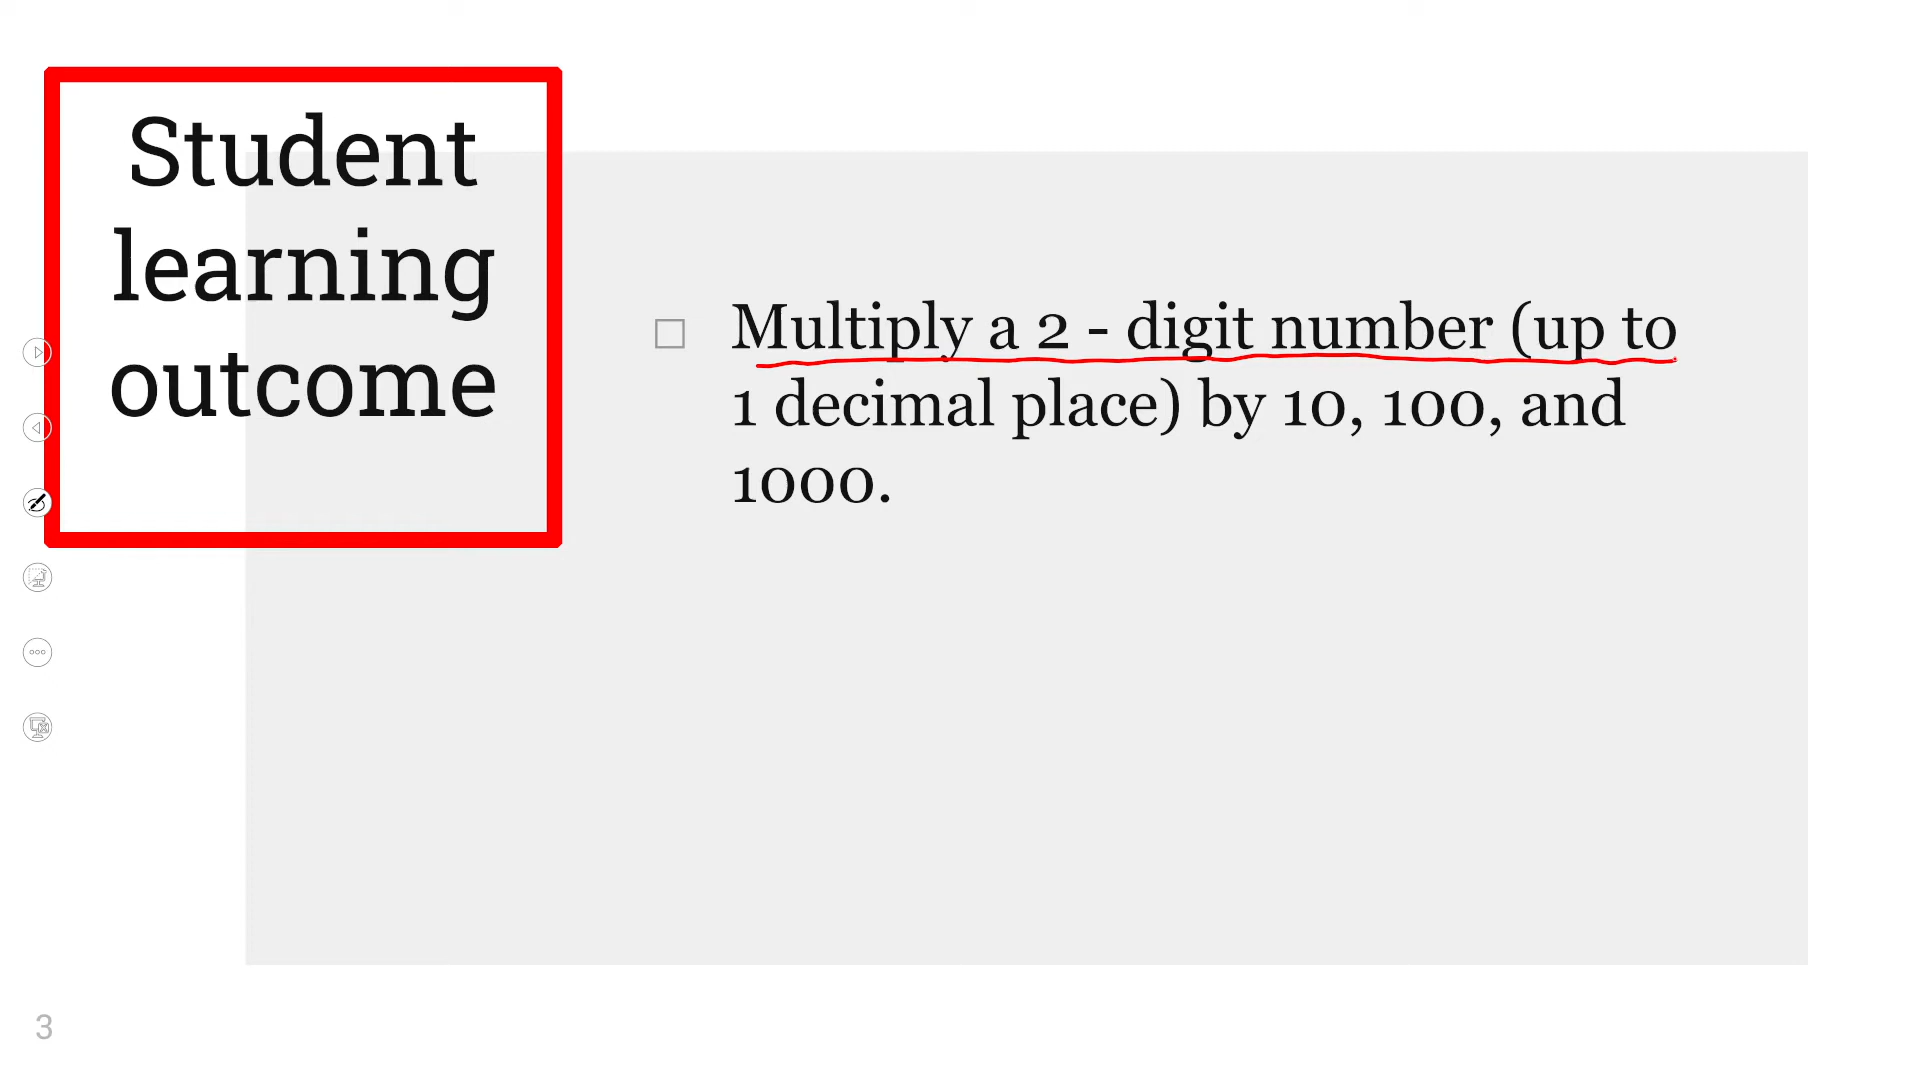 Student
learning
outcome
Multiply a 2 - digit number (up to
1 decimal place) by 10, 100, and
1000.
3